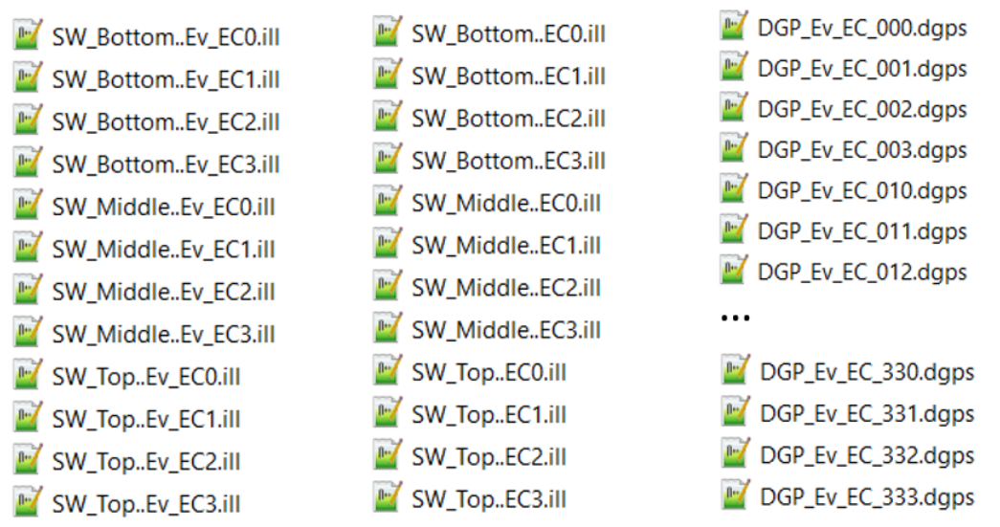 SW_Bottom..Ev_EC0.ill
SW_Bottom..Ev_EC1.ill
SW_Bottom..Ev_EC2.ill
SW_Bottom..Ev_EC3.ill
SW_Middle..Ev_EC0.ill
SW_Middle..Ev_EC1.ill
SW_Middle..Ev_EC2.ill
SW_Middle..Ev_EC3.ill
SW_Top..Ev_EC0.ill
SW_Top..Ev_EC1.ill
SW_Top..Ev_EC2.ill
SW_Top..Ev_EC3.ill
SW_Bottom..EC0.ill
SW_Bottom..EC1.ill
SW_Bottom..EC2.ill
SW_Bottom..EC3.ill
SW_Middle..EC0.ill
SW_Middle..EC1.ill
SW_Middle..EC2.ill
SW_Middle..EC3.ill
SW_Top..EC0.ill
SW_Top..EC1.ill
SW_Top..EC2.ill
SW_Top..EC3.ill
DGP_Ev_EC_000.dgps
DGP_Ev_EC_001.dgps
DGP_Ev_EC_002.dgps
DGP_Ev_EC_003.dgps
DGP_Ev_EC_010.dgps
DGP_Ev_EC_011.dgps
DGP_Ev_EC_012.dgps
...
DGP_Ev_EC_330.dgps
DGP_Ev_EC_331.dgps
DGP_Ev_EC_332.dgps
DGP_Ev_EC_333.dgps